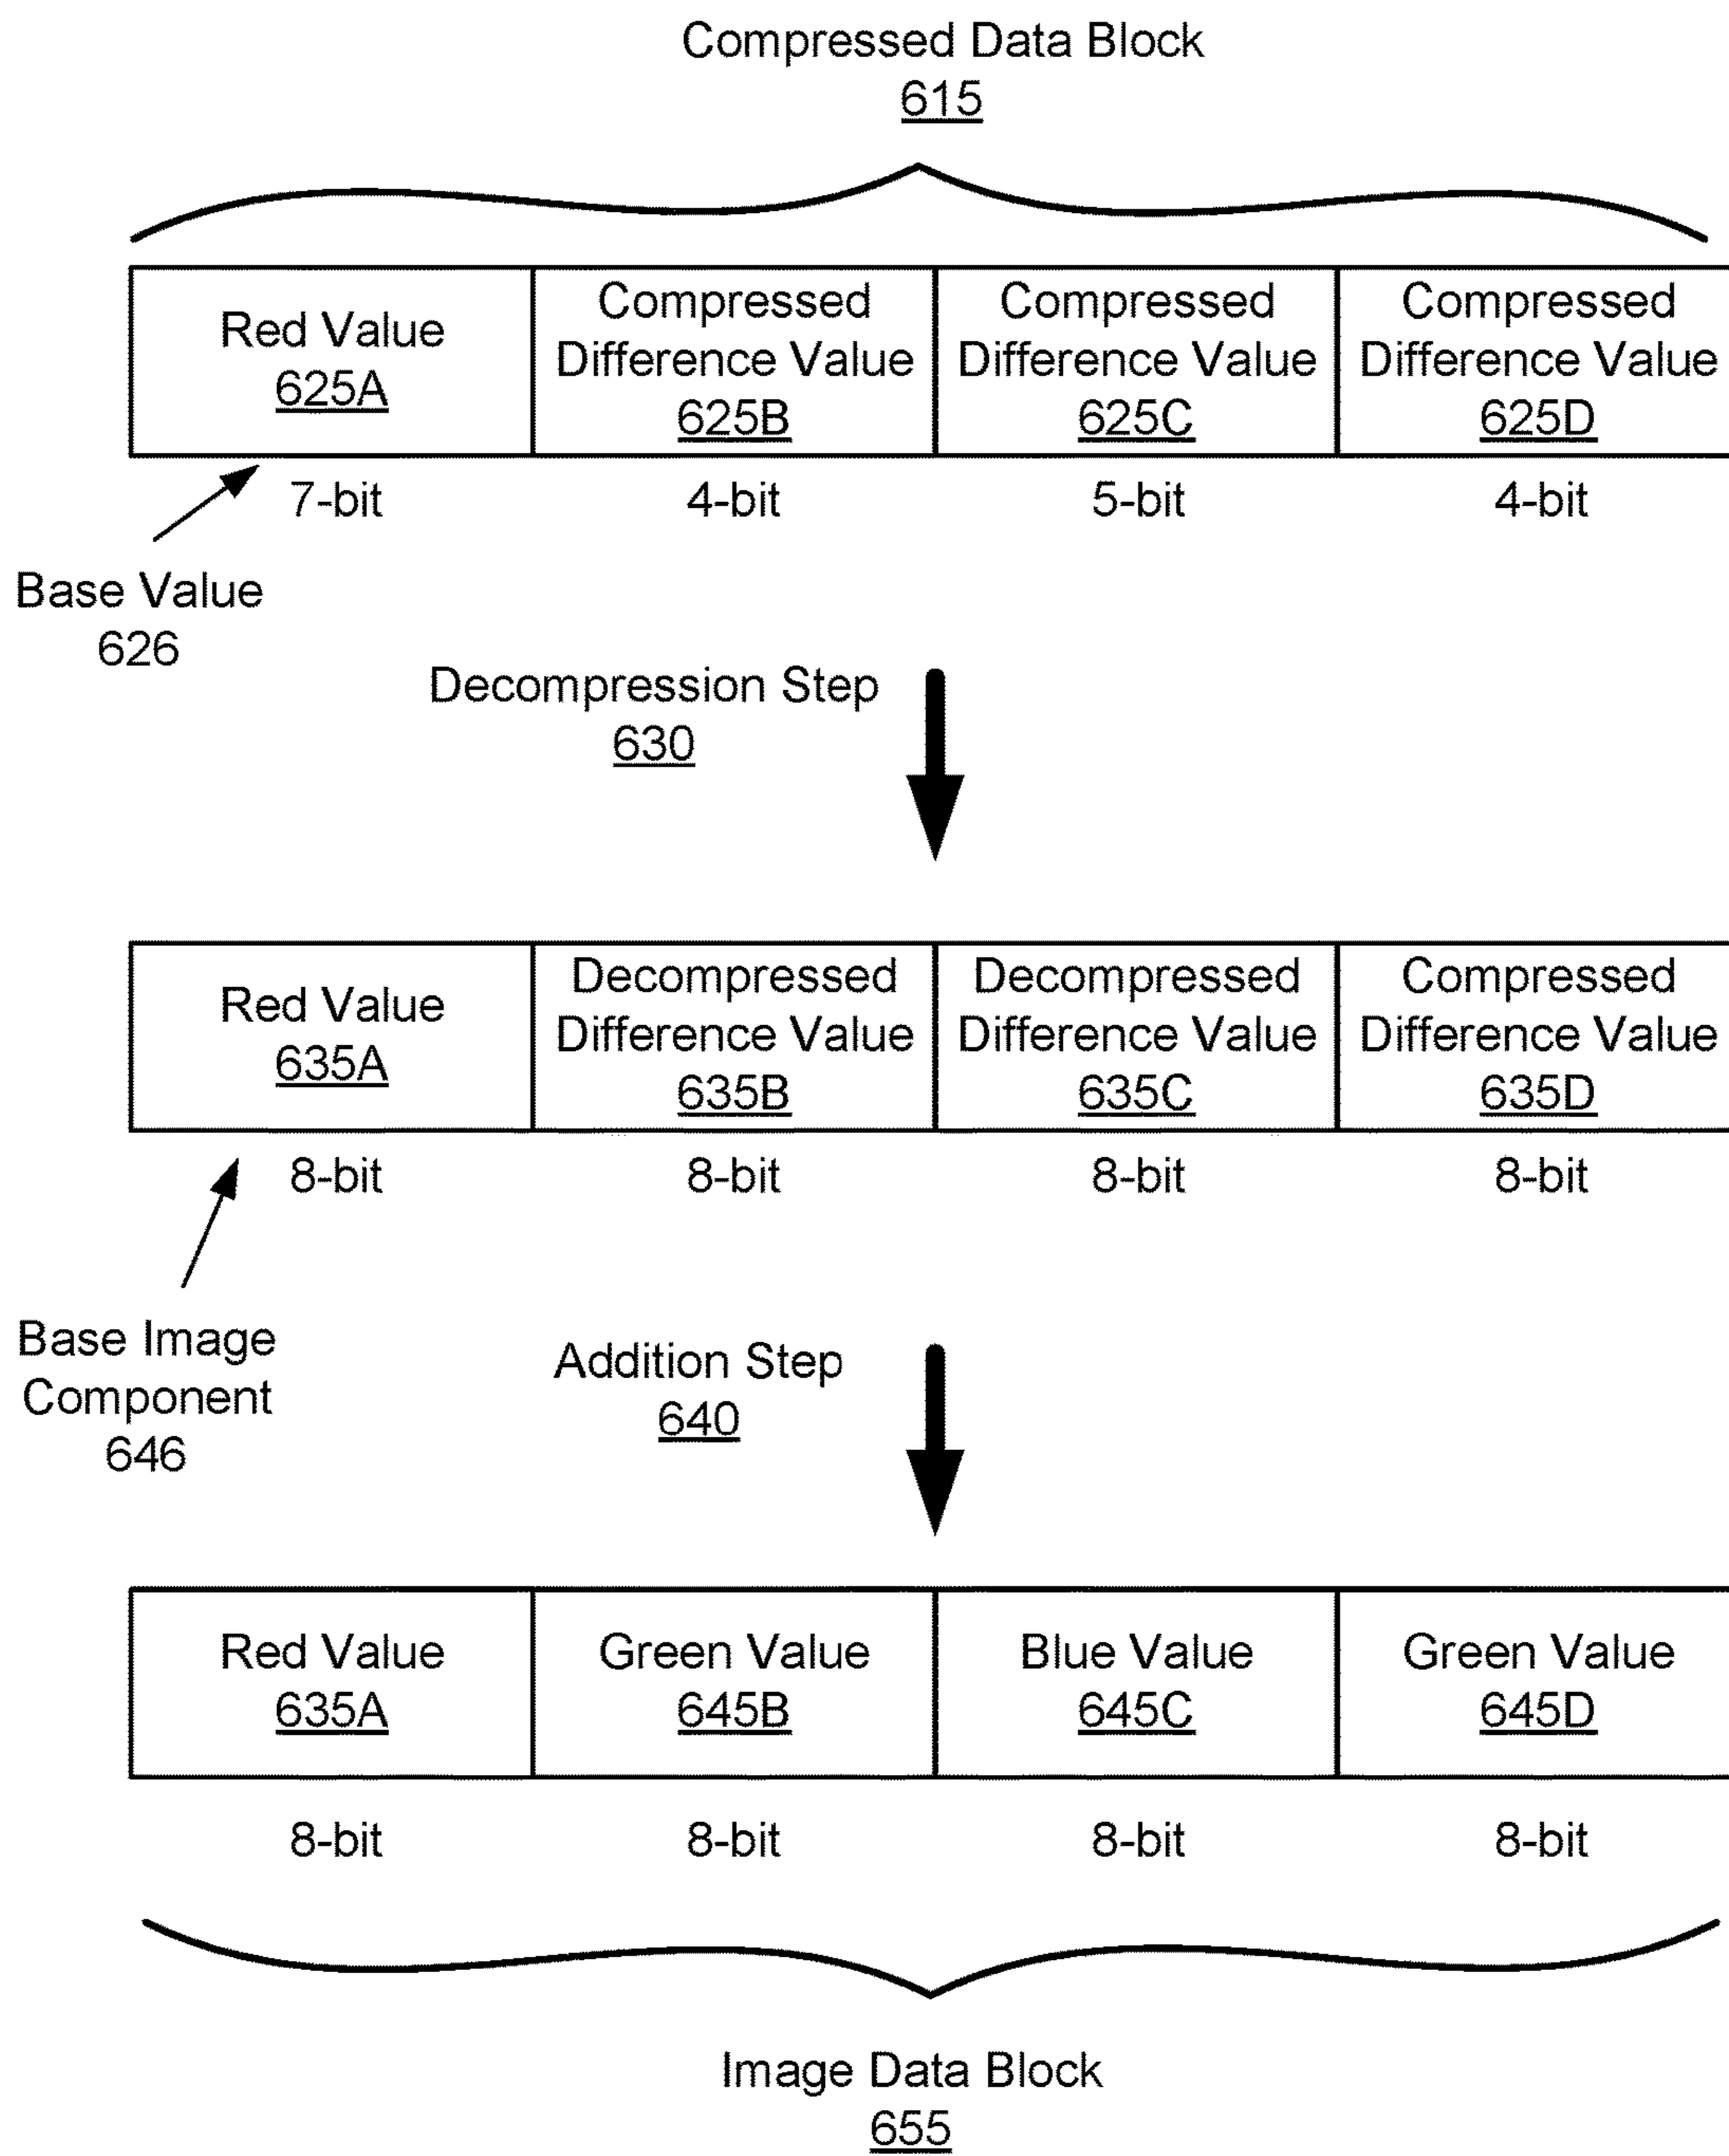 Compressed Data Block
615
Red Value
625A
Compressed
Difference Value
625B
Compressed
Difference Value
625C
Compressed
Difference Value
625D
7-bit
4-bit
5-bit
4-bit
Base Value
626
Decompression Step
630
Red Value
635A
Decompressed
Difference Value
635B
Decompressed
Difference Value
635C
Compressed
Difference Value
635D
8-bit
8-bit
8-bit
8-bit
Base Image
Component
646
Addition Step
640
Red Value
635A
Green Value
645B
Blue Value
645C
Green Value
645D
8-bit
8-bit
8-bit
8-bit
Image Data Block
655